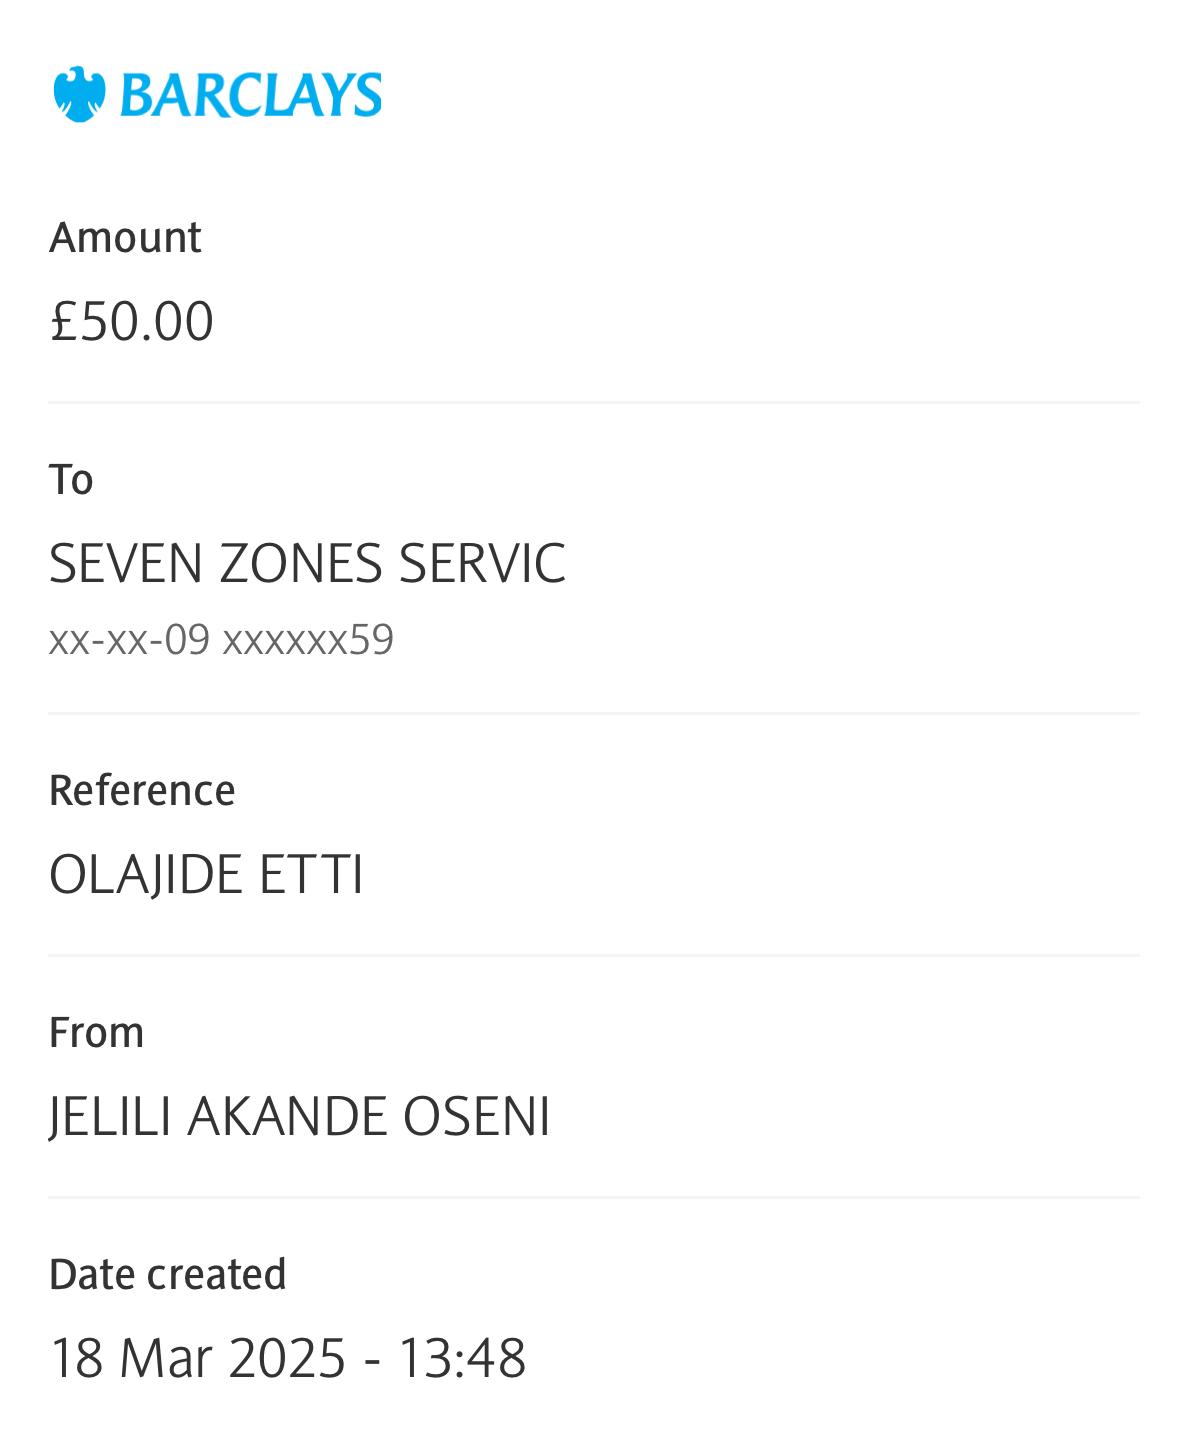 BARCLAYS
Amount
£50.00
To
SEVEN ZONES SERVIC
xx-xx-09 xxxxxx59
Reference
OLAJIDE ETTI
From
JELILI AKANDE OSENI
Date created
18 Mar 2025 - 13:48